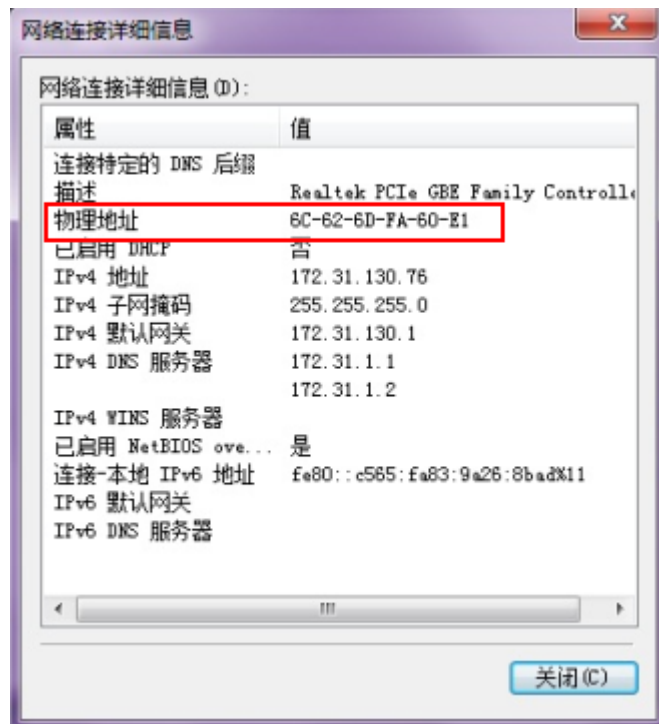 网络连接详细信息
网络连接详细信息(D):
属性 值
连接特定的 DNS 后缀
描述 Realtek PCIe GBE Family Controlle
物理地址 6C-62-6D-FA-60-E1
已启用 DHCP 否
IPv4 地址 172.31.130.76
IPv4 子网掩码 255.255.255.0
IPv4 默认网关 172.31.130.1
IPv4 DNS 服务器 172.31.1.1
172.31.1.2
IPv4 WINS 服务器
已启用 NetBIOS ove... 是
连接-本地 IPv6 地址 fe80::c565:fa83:9a26:8bad%11
IPv6 默认网关
IPv6 DNS 服务器
关闭(C)